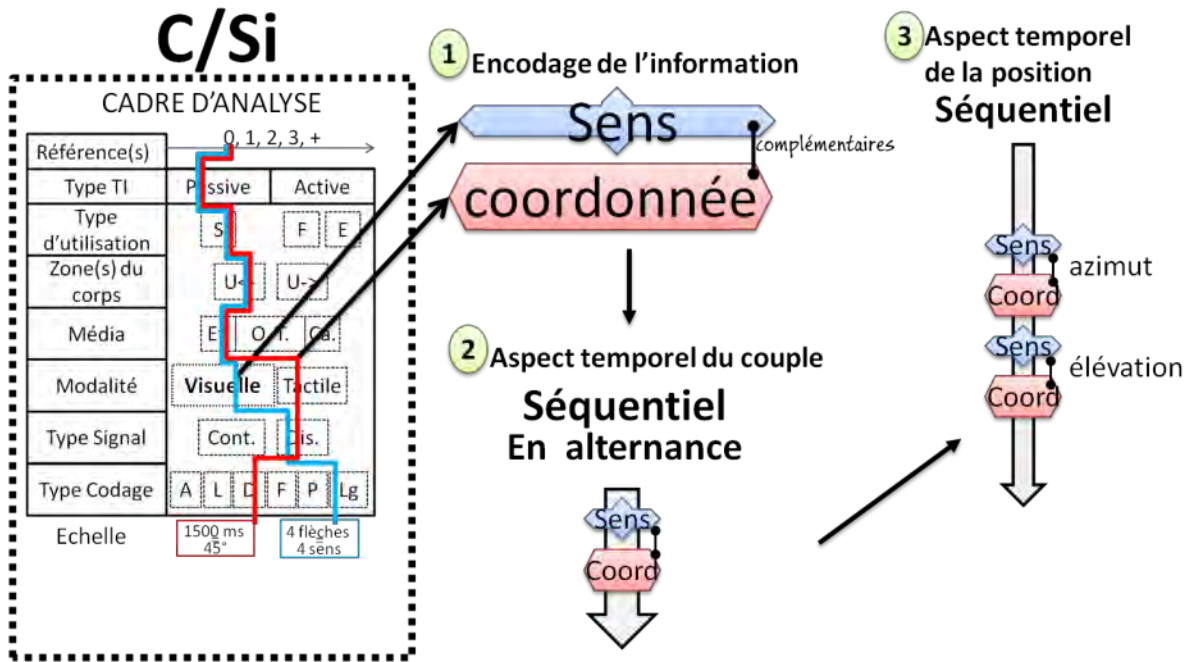 C/Si
CADRE D'ANALYSE
Référence(s)
0, 1, 2, 3, +
Type TI
Passive
Active
Type
d'utilisation
S
F
E
Zone(s) du
corps
U<-
U->
Média
O
T.
Ca.
Modalité
Visuelle
Tactile
Type Signal
Cont.
Dis.
Type Codage
A
L
D
F
P
Lg
Echelle
1500 ms
=
45°
4 flèches
=
4 sens
1 Encodage de l'information
Sens
complémentaires
coordonnée
2 Aspect temporel du couple
Séquentiel
En alternance
Sens
Coord
3 Aspect temporel
de la position
Séquentiel
Sens
azimut
Coord
Sens
élévation
Coord